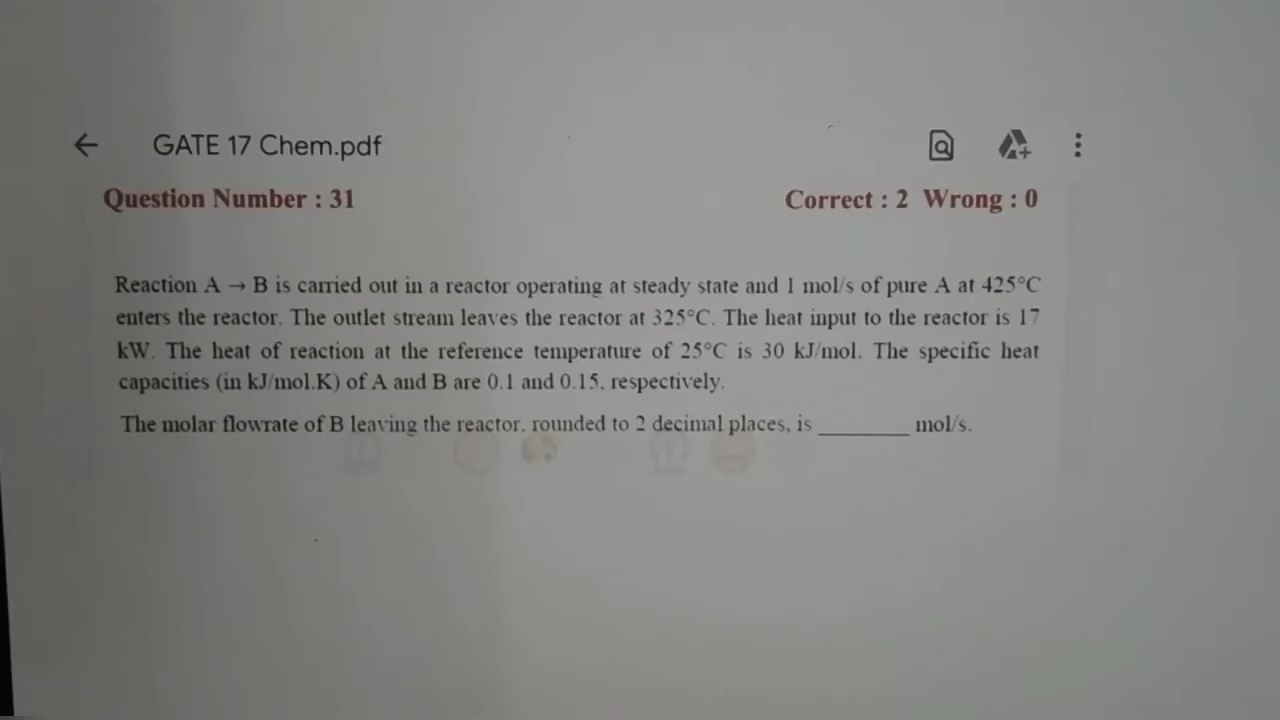 GATE 17 Chem.pdf
Question Number : 31 Correct : 2 Wrong : 0
Reaction A → B is carried out in a reactor operating at steady state and 1 mol/s of pure A at 425°C
enters the reactor. The outlet stream leaves the reactor at 325°C. The heat input to the reactor is 17
kW. The heat of reaction at the reference temperature of 25°C is 30 kJ/mol. The specific heat
capacities (in kJ/mol.K) of A and B are 0.1 and 0.15, respectively.
The molar flowrate of B leaving the reactor, rounded to 2 decimal places, is ________ mol/s.